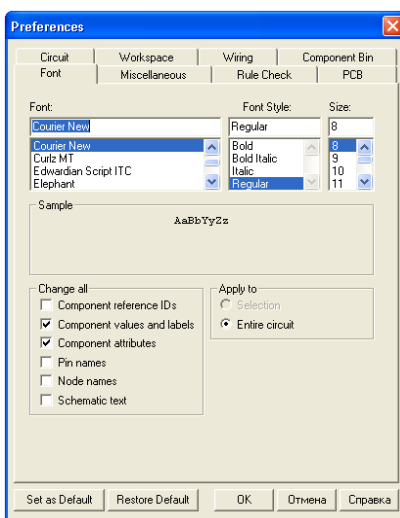 Preferences
Circuit Workspace Wiring Component Bin
Font Miscellaneous Rule Check PCB
Font: Font Style: Size:
Courier New Regular 8
Courier New Bold 8
Curlz MT Bold Italic 9
Edwardian Script ITC Italic 10
Elephant Regular 11
Sample
AaBbYyZz
Change all Apply to
Component reference IDs Selection
Component values and labels Entire circuit
Component attributes
Pin names
Node names
Schematic text
Set as Default Restore Default OK Отмена Справка